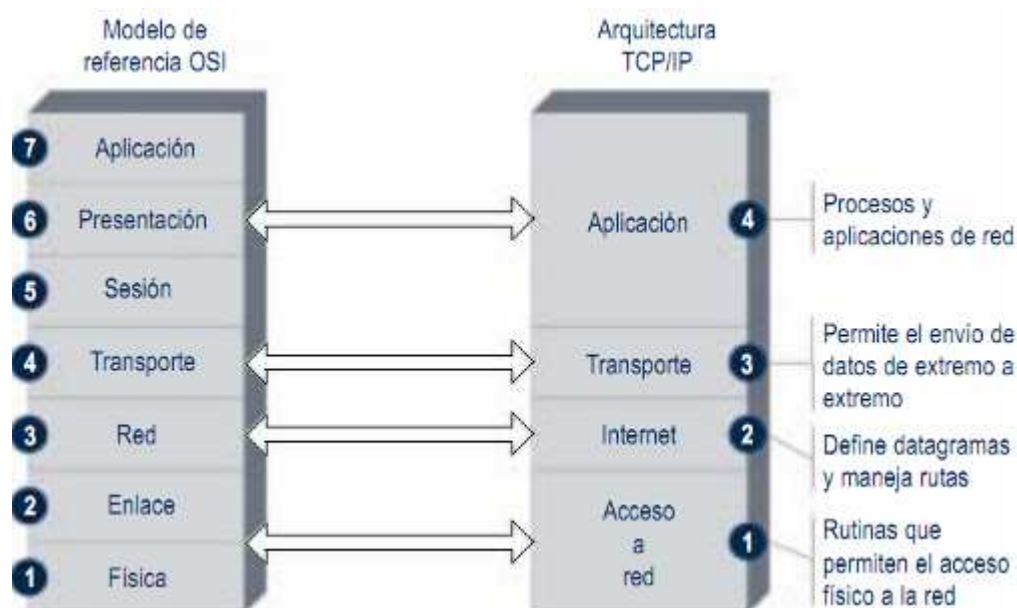 Modelo de
referencia OSI
7 Aplicación
6 Presentación
5 Sesión
4 Transporte
3 Red
2 Enlace
1 Física
Arquitectura
TCP/IP
Aplicación 4
Transporte 3
Internet 2
Acceso
a 1
red
Procesos y
aplicaciones de red
Permite el envío de
datos de extremo a
extremo
Define datagramas
y maneja rutas
Rutinas que
permiten el acceso
físico a la red